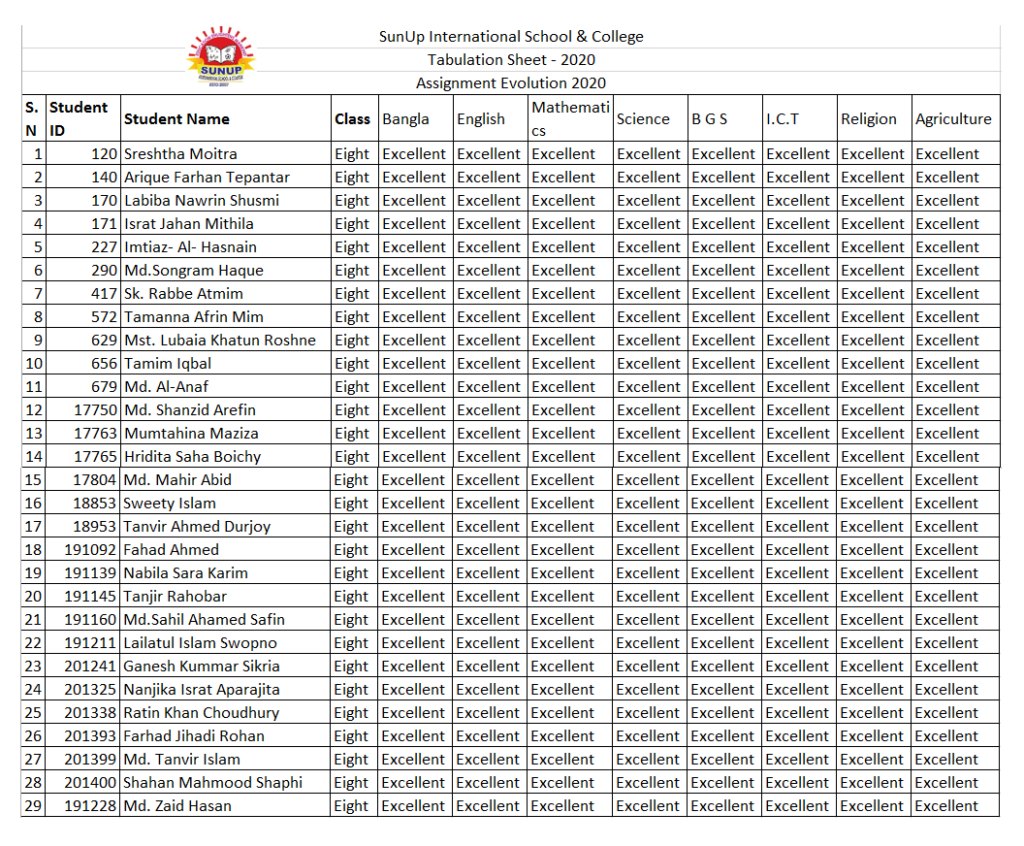 SunUp International School & College
Tabulation Sheet - 2020
Assignment Evolution 2020
SUNUP
S. N Student ID Student Name Class Bangla English Mathemati cs Science B G S I.C.T Religion Agriculture
1 120 Sreshtha Moitra Eight Excellent Excellent Excellent Excellent Excellent Excellent Excellent Excellent
2 140 Arique Farhan Tepantar Eight Excellent Excellent Excellent Excellent Excellent Excellent Excellent Excellent
3 170 Labiba Nawrin Shusmi Eight Excellent Excellent Excellent Excellent Excellent Excellent Excellent Excellent
4 171 Israt Jahan Mithila Eight Excellent Excellent Excellent Excellent Excellent Excellent Excellent Excellent
5 227 Imtiaz- Al- Hasnain Eight Excellent Excellent Excellent Excellent Excellent Excellent Excellent Excellent
6 290 Md.Songram Haque Eight Excellent Excellent Excellent Excellent Excellent Excellent Excellent Excellent
7 417 Sk. Rabbe Atmim Eight Excellent Excellent Excellent Excellent Excellent Excellent Excellent Excellent
8 572 Tamanna Afrin Mim Eight Excellent Excellent Excellent Excellent Excellent Excellent Excellent Excellent
9 629 Mst. Lubaia Khatun Roshne Eight Excellent Excellent Excellent Excellent Excellent Excellent Excellent Excellent
10 656 Tamim Iqbal Eight Excellent Excellent Excellent Excellent Excellent Excellent Excellent Excellent
11 679 Md. Al-Anaf Eight Excellent Excellent Excellent Excellent Excellent Excellent Excellent Excellent
12 17750 Md. Shanzid Arefin Eight Excellent Excellent Excellent Excellent Excellent Excellent Excellent Excellent
13 17763 Mumtahina Maziza Eight Excellent Excellent Excellent Excellent Excellent Excellent Excellent Excellent
14 17765 Hridita Saha Boichy Eight Excellent Excellent Excellent Excellent Excellent Excellent Excellent Excellent
15 17804 Md. Mahir Abid Eight Excellent Excellent Excellent Excellent Excellent Excellent Excellent Excellent
16 18853 Sweety Islam Eight Excellent Excellent Excellent Excellent Excellent Excellent Excellent Excellent
17 18953 Tanvir Ahmed Durjoy Eight Excellent Excellent Excellent Excellent Excellent Excellent Excellent Excellent
18 191092 Fahad Ahmed Eight Excellent Excellent Excellent Excellent Excellent Excellent Excellent Excellent
19 191139 Nabila Sara Karim Eight Excellent Excellent Excellent Excellent Excellent Excellent Excellent Excellent
20 191145 Tanjir Rahobar Eight Excellent Excellent Excellent Excellent Excellent Excellent Excellent Excellent
21 191160 Md.Sahil Ahamed Safin Eight Excellent Excellent Excellent Excellent Excellent Excellent Excellent Excellent
22 191211 Lailatul Islam Swopno Eight Excellent Excellent Excellent Excellent Excellent Excellent Excellent Excellent
23 201241 Ganesh Kummar Sikria Eight Excellent Excellent Excellent Excellent Excellent Excellent Excellent Excellent
24 201325 Nanjika Israt Aparajita Eight Excellent Excellent Excellent Excellent Excellent Excellent Excellent Excellent
25 201338 Ratin Khan Choudhury Eight Excellent Excellent Excellent Excellent Excellent Excellent Excellent Excellent
26 201393 Farhad Jihadi Rohan Eight Excellent Excellent Excellent Excellent Excellent Excellent Excellent Excellent
27 201399 Md. Tanvir Islam Eight Excellent Excellent Excellent Excellent Excellent Excellent Excellent Excellent
28 201400 Shahan Mahmood Shaphi Eight Excellent Excellent Excellent Excellent Excellent Excellent Excellent Excellent
29 191228 Md. Zaid Hasan Eight Excellent Excellent Excellent Excellent Excellent Excellent Excellent Excellent